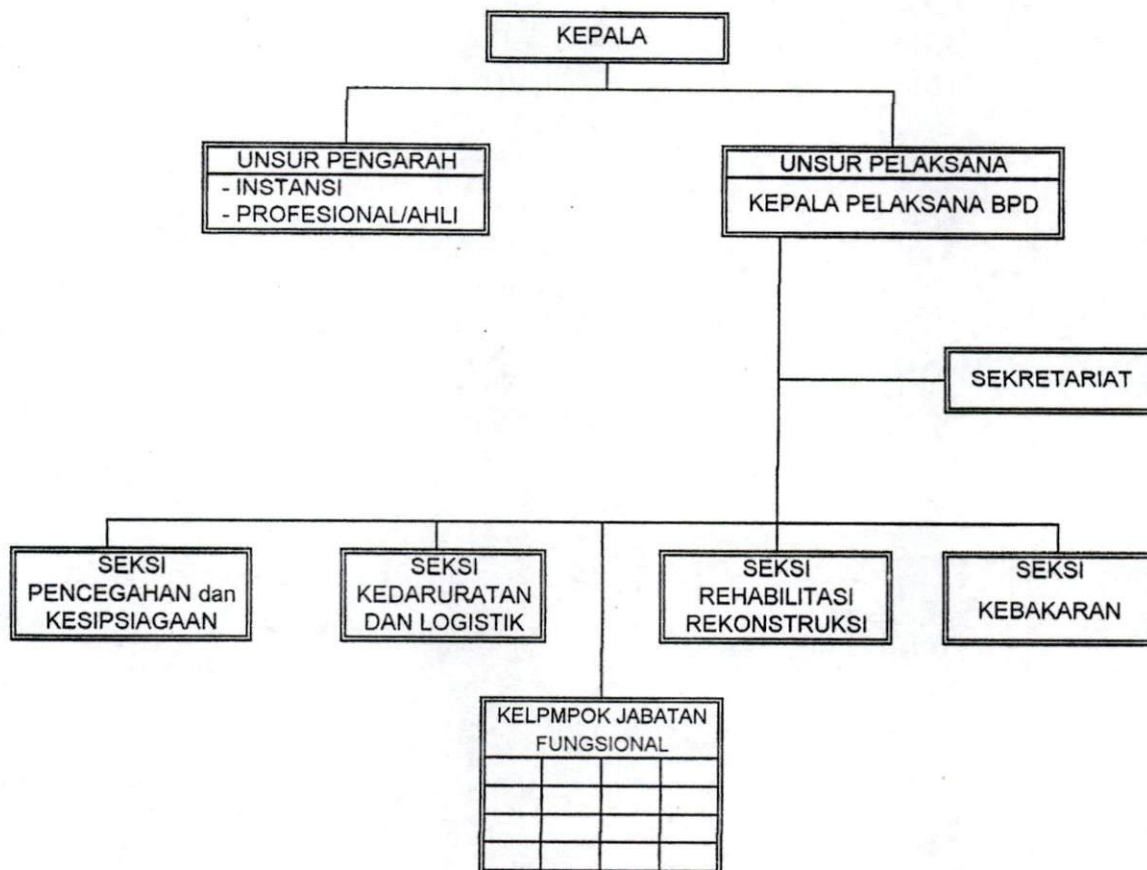 KEPALA
UNSUR PENGARAH
- INSTANSI
- PROFESIONAL/AHLI
UNSUR PELAKSANA
KEPALA PELAKSANA BPD
SEKRETARIAT
SEKSI
PENCEGAHAN dan
KESIPSIAGAAN
SEKSI
KEDARURATAN
DAN LOGISTIK
SEKSI
REHABILITASI
REKONSTRUKSI
SEKSI
KEBAKARAN
KELPMPOK JABATAN
FUNGSIONAL